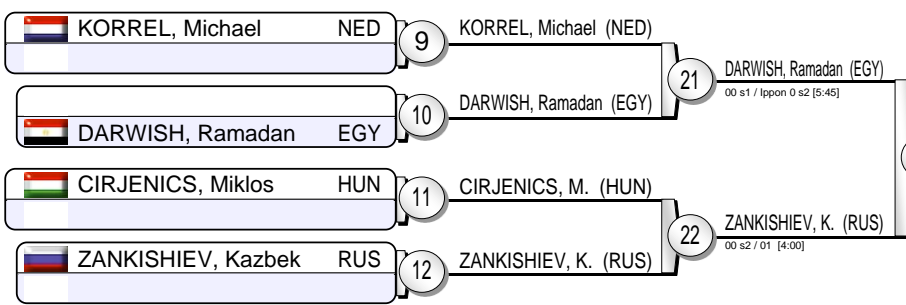 KORREL, Michael NED
9
KORREL, Michael (NED)
21
DARWISH, Ramadan (EGY)
00 s1 / Ippon 0 s2 [5:45]
10
DARWISH, Ramadan (EGY)
DARWISH, Ramadan EGY
CIRJENICS, Miklos HUN
11
CIRJENICS, M. (HUN)
22
ZANKISHIEV, K. (RUS)
00 s2 / 01 [4:00]
ZANKISHIEV, Kazbek RUS
12
ZANKISHIEV, K. (RUS)